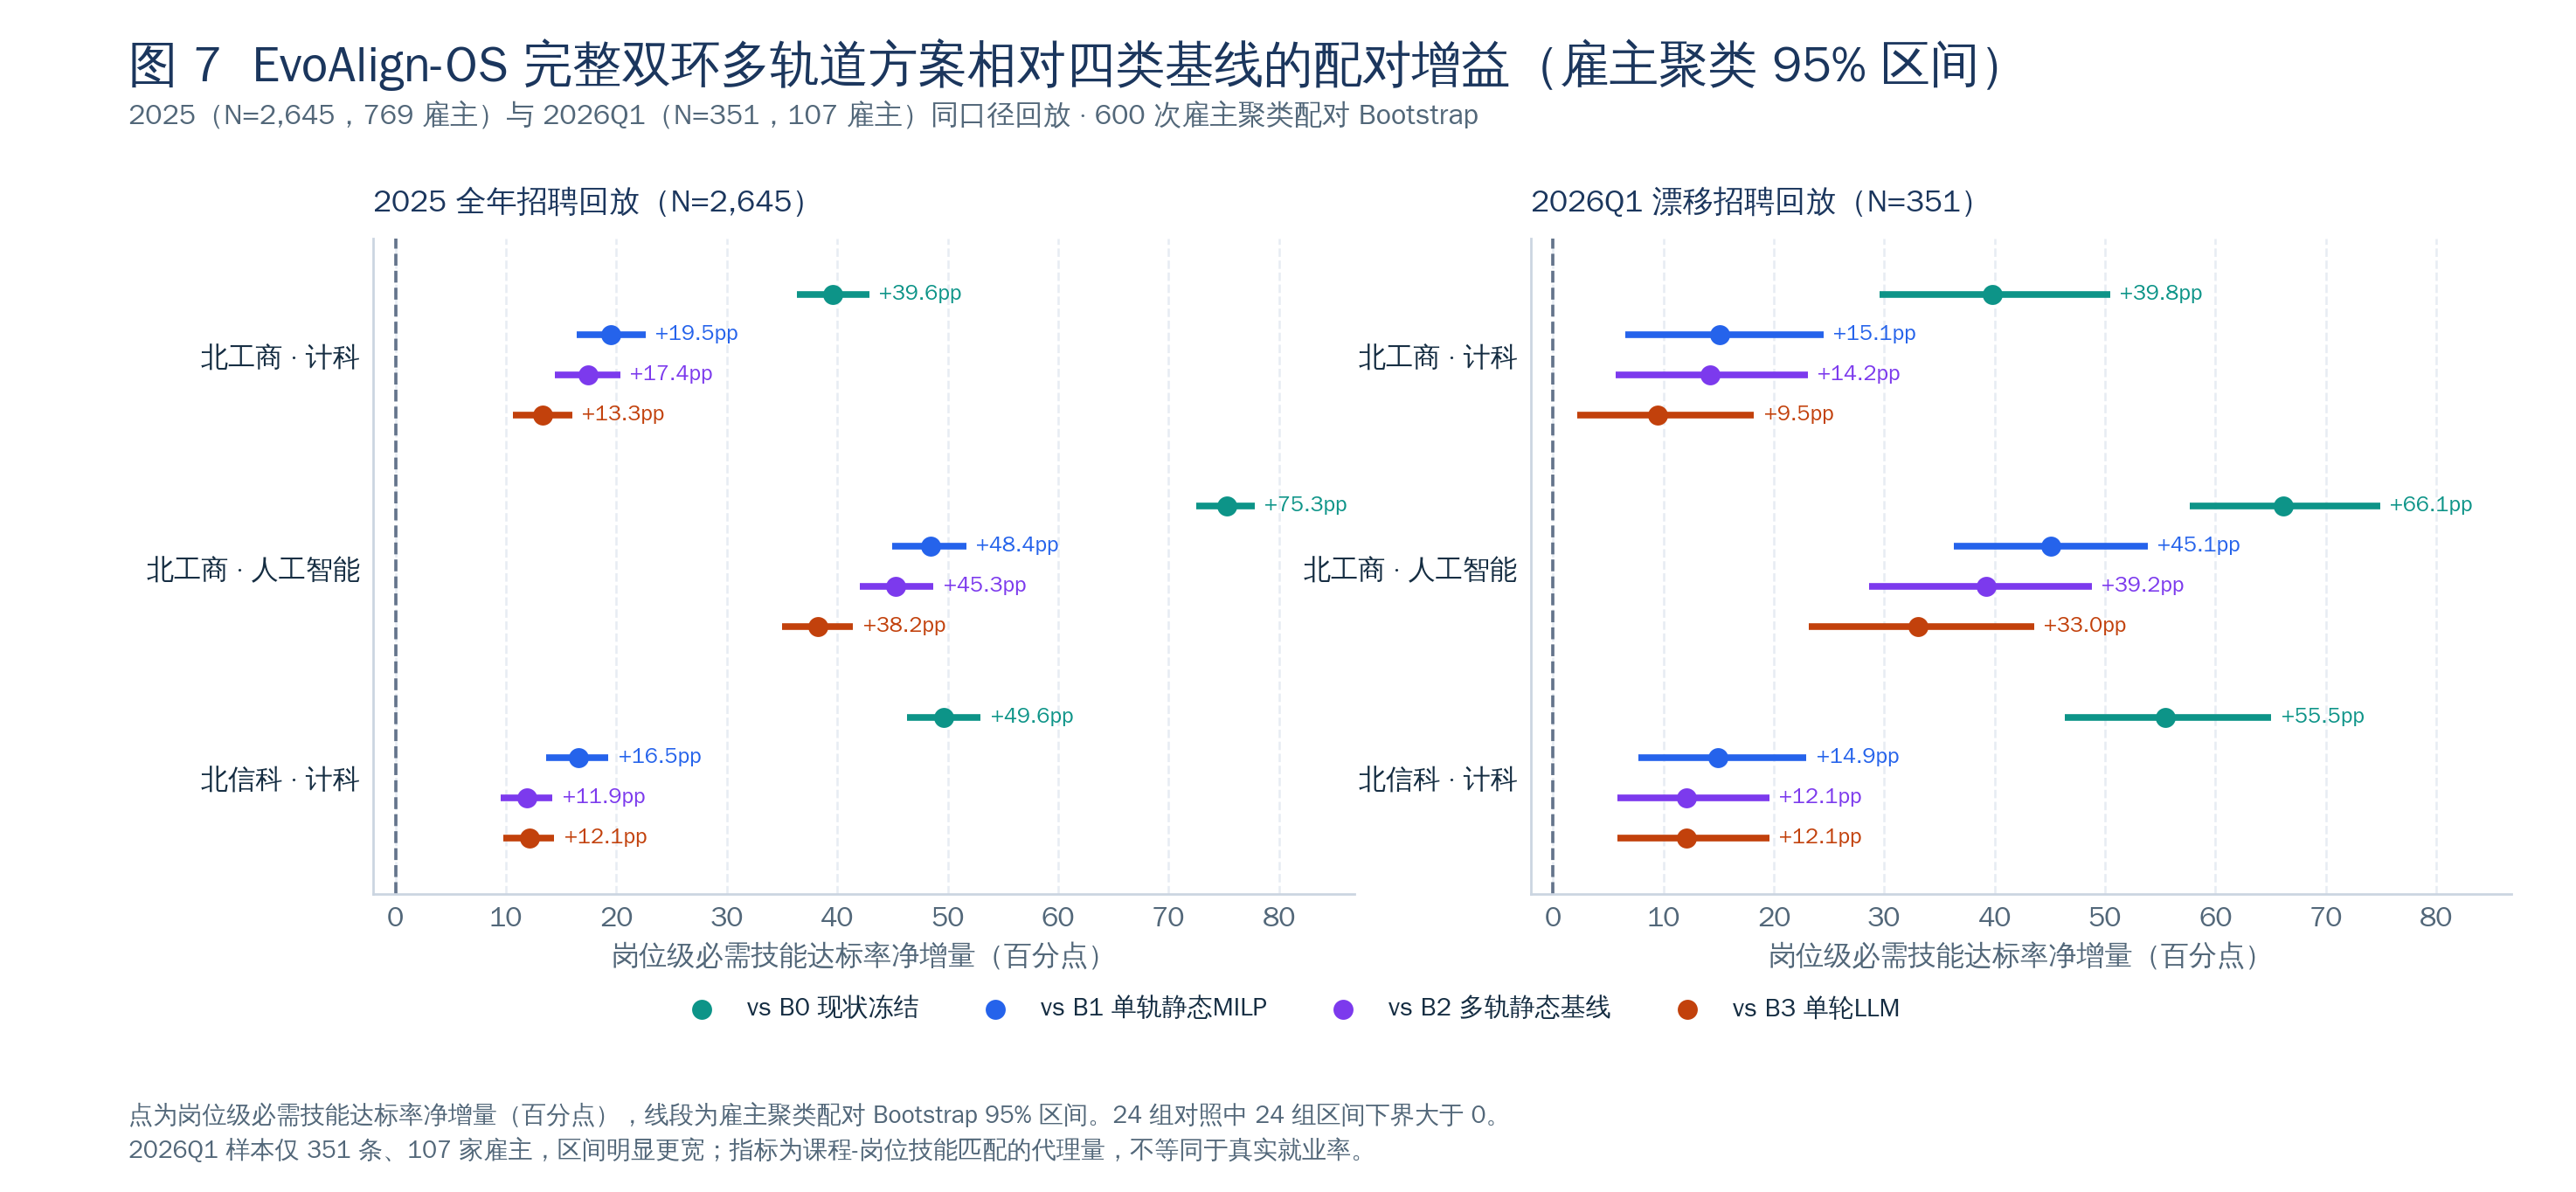 图 7 EvoAlign-OS 完整双环多轨道方案相对四类基线的配对增益（雇主聚类 95% 区间）
2025（N=2,645，769 雇主）与 2026Q1（N=351，107 雇主）同口径回放 · 600 次雇主聚类配对 Bootstrap
2025 全年招聘回放（N=2,645）
北工商 · 计科
+39.6pp
+19.5pp
+17.4pp
+13.3pp
北工商 · 人工智能
+75.3pp
+48.4pp
+45.3pp
+38.2pp
北信科 · 计科
+49.6pp
+16.5pp
+11.9pp
+12.1pp
0 10 20 30 40 50 60 70 80
岗位级必需技能达标率净增量（百分点）
2026Q1 漂移招聘回放（N=351）
北工商 · 计科
+39.8pp
+15.1pp
+14.2pp
+9.5pp
北工商 · 人工智能
+66.1pp
+45.1pp
+39.2pp
+33.0pp
北信科 · 计科
+55.5pp
+14.9pp
+12.1pp
+12.1pp
0 10 20 30 40 50 60 70 80
岗位级必需技能达标率净增量（百分点）
vs B0 现状冻结 vs B1 单轨静态MILP vs B2 多轨静态基线 vs B3 单轮LLM
点为岗位级必需技能达标率净增量（百分点），线段为雇主聚类配对 Bootstrap 95% 区间。24 组对照中 24 组区间下界大于 0。
2026Q1 样本仅 351 条、107 家雇主，区间明显更宽；指标为课程-岗位技能匹配的代理量，不等同于真实就业率。